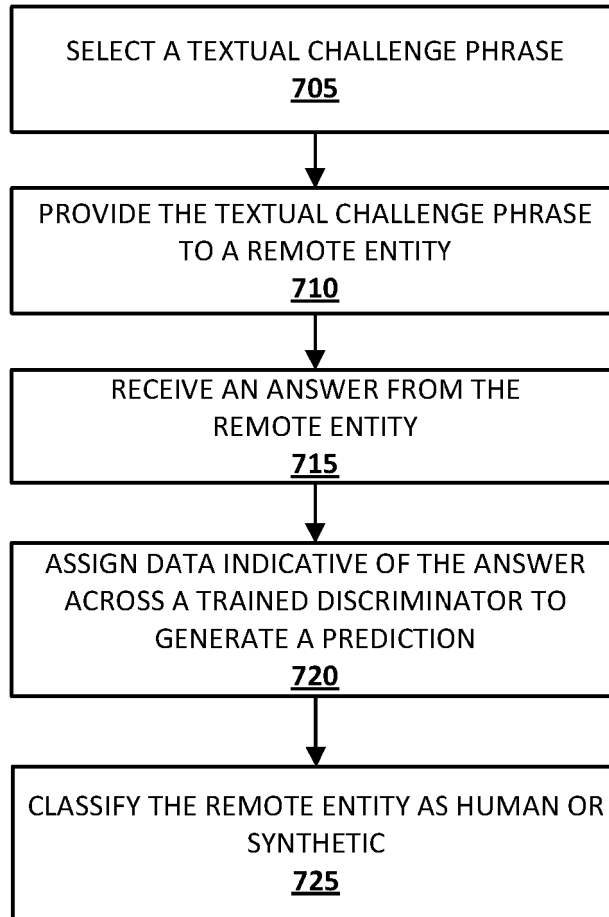 SELECT A TEXTUAL CHALLENGE PHRASE
705
PROVIDE THE TEXTUAL CHALLENGE PHRASE
TO A REMOTE ENTITY
710
RECEIVE AN ANSWER FROM THE
REMOTE ENTITY
715
ASSIGN DATA INDICATIVE OF THE ANSWER
ACROSS A TRAINED DISCRIMINATOR TO
GENERATE A PREDICTION
720
CLASSIFY THE REMOTE ENTITY AS HUMAN OR
SYNTHETIC
725